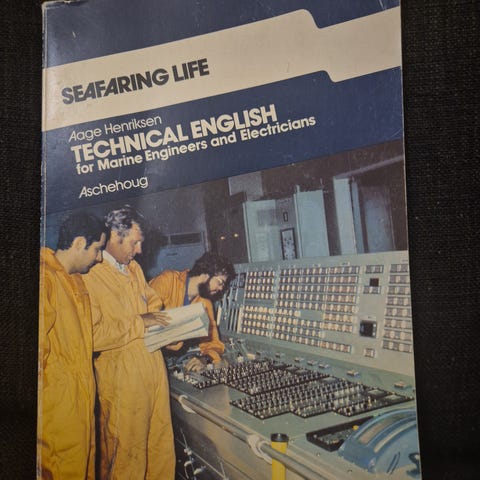 SEAFARING LIFE
Aage Henriksen
TECHNICAL ENGLISH
for Marine Engineers and Electricians
Aschehoug